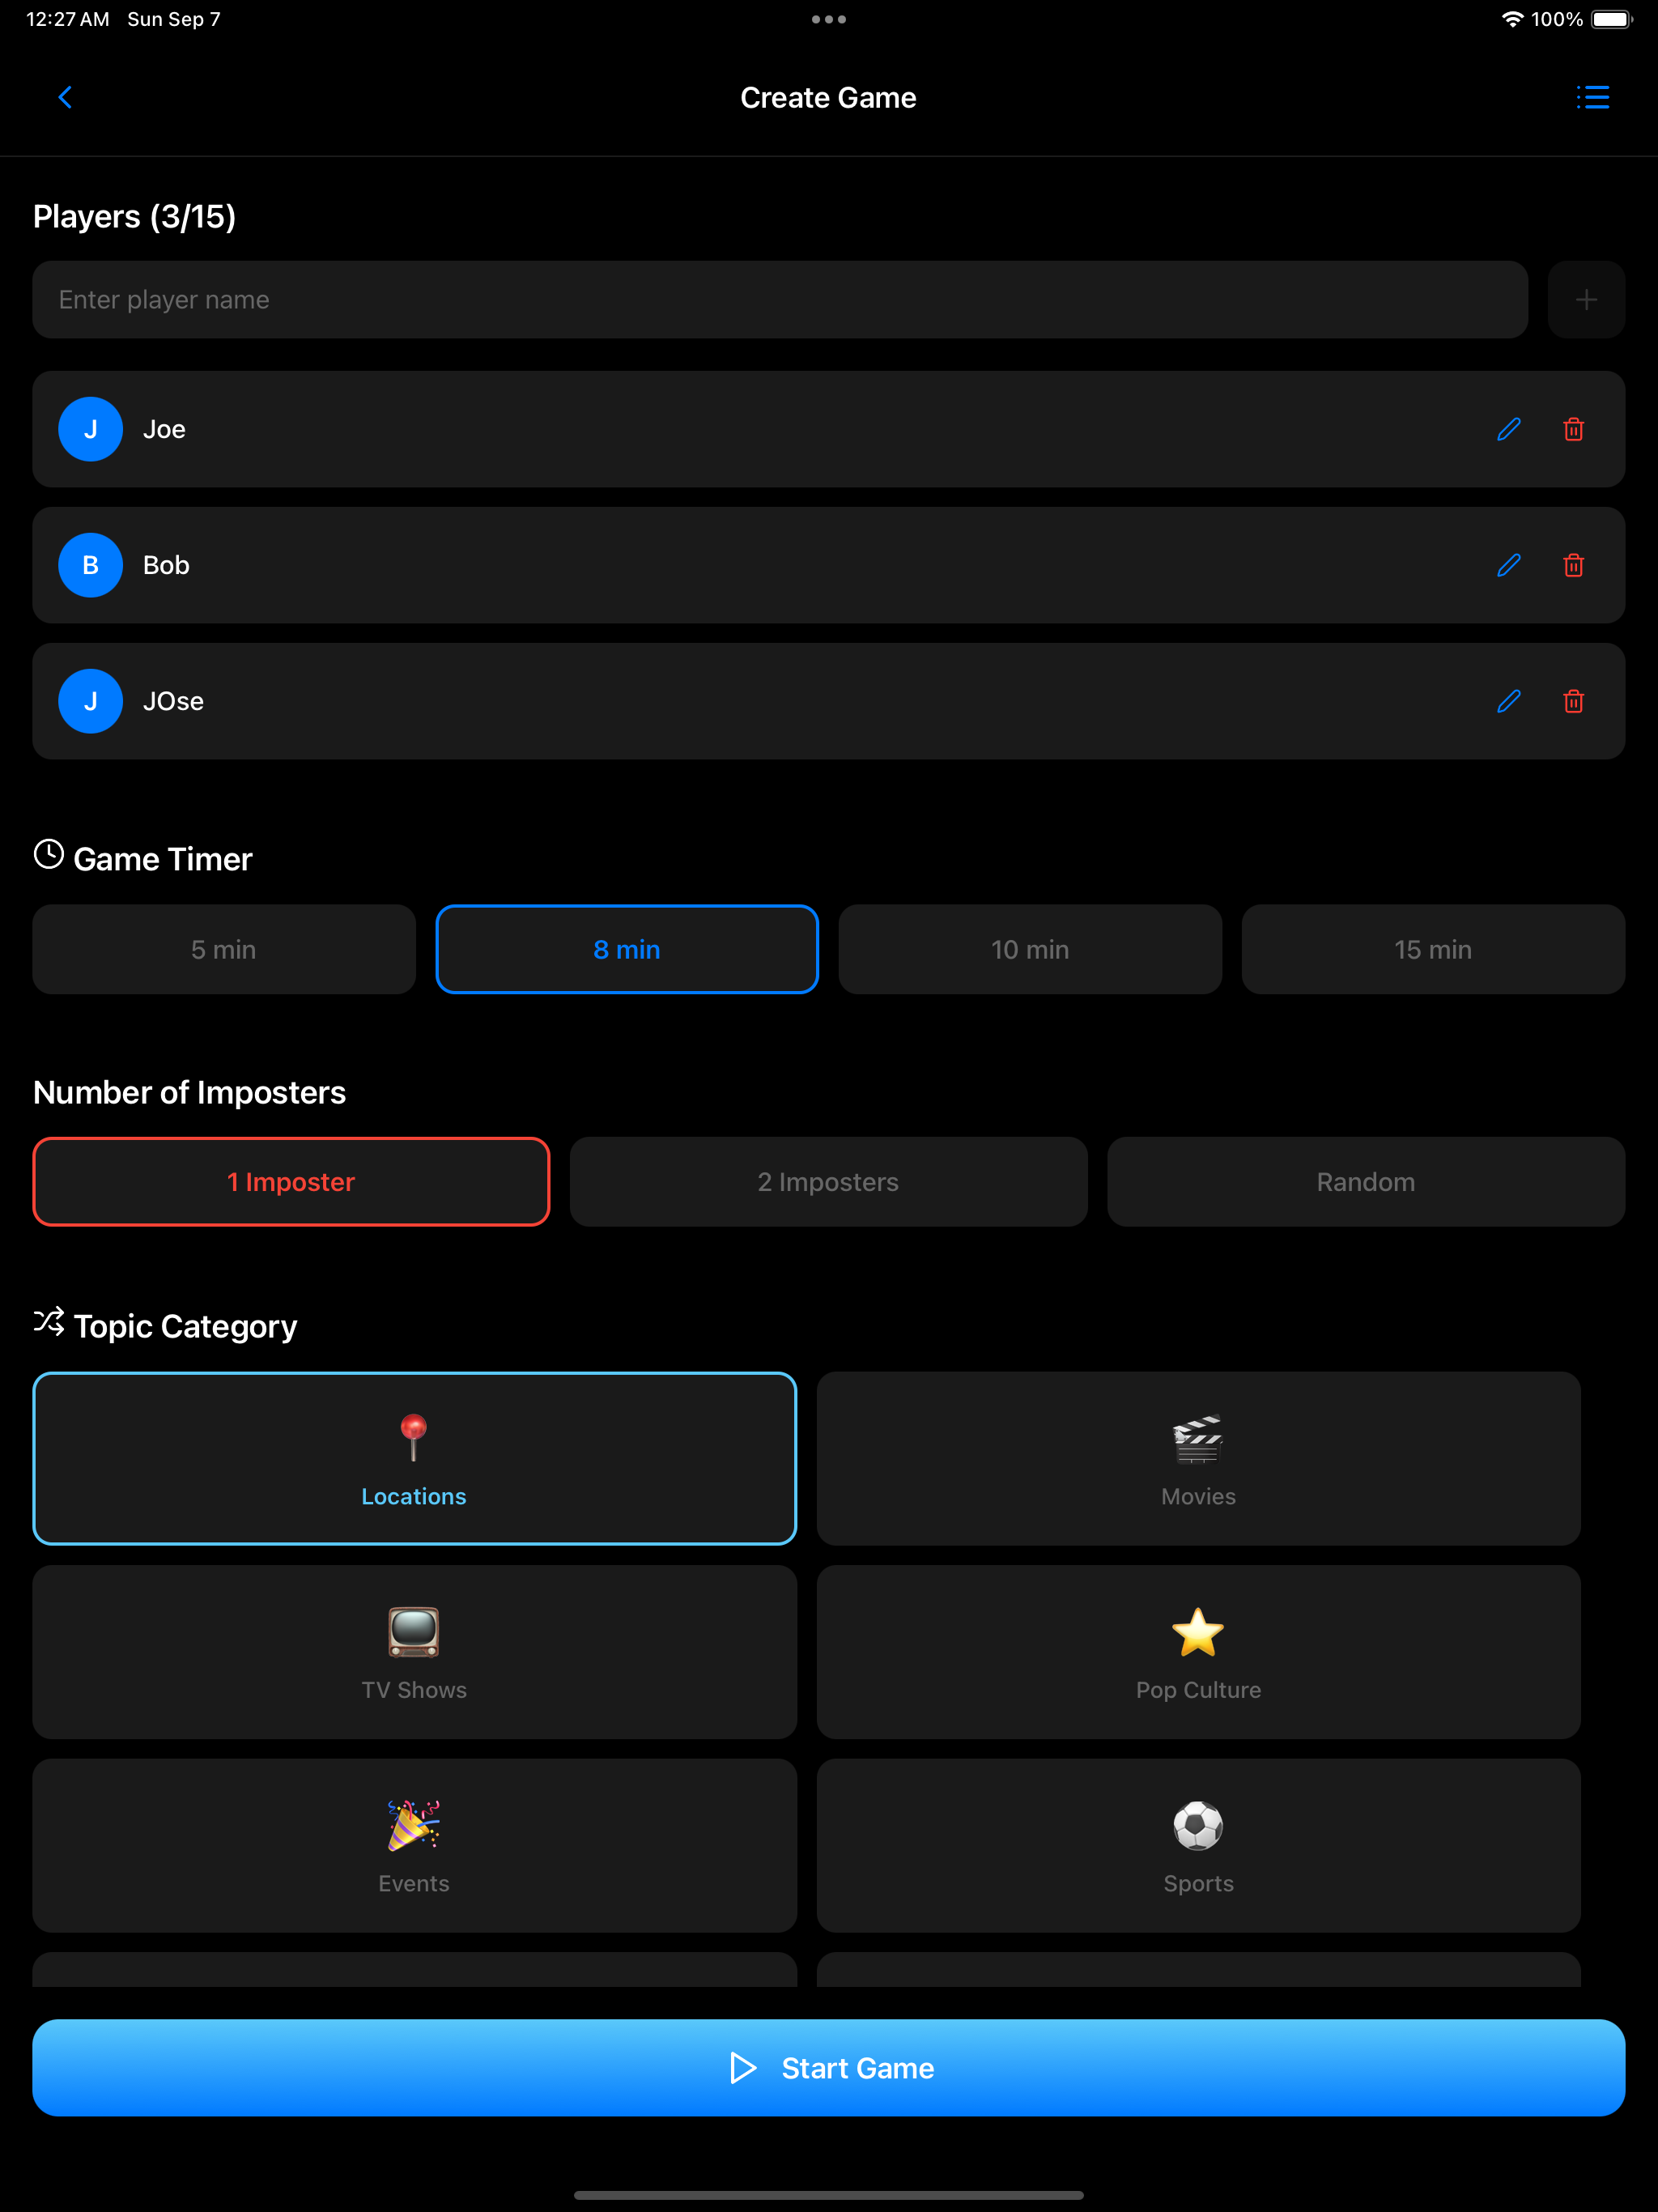 12:27 AM Sun Sep 7
100%
Create Game
Players (3/15)
Enter player name
J Joe
B Bob
J JOse
Game Timer
5 min 8 min 10 min 15 min
Number of Imposters
1 Imposter 2 Imposters Random
Topic Category
Locations Movies
TV Shows Pop Culture
Events Sports
Start Game